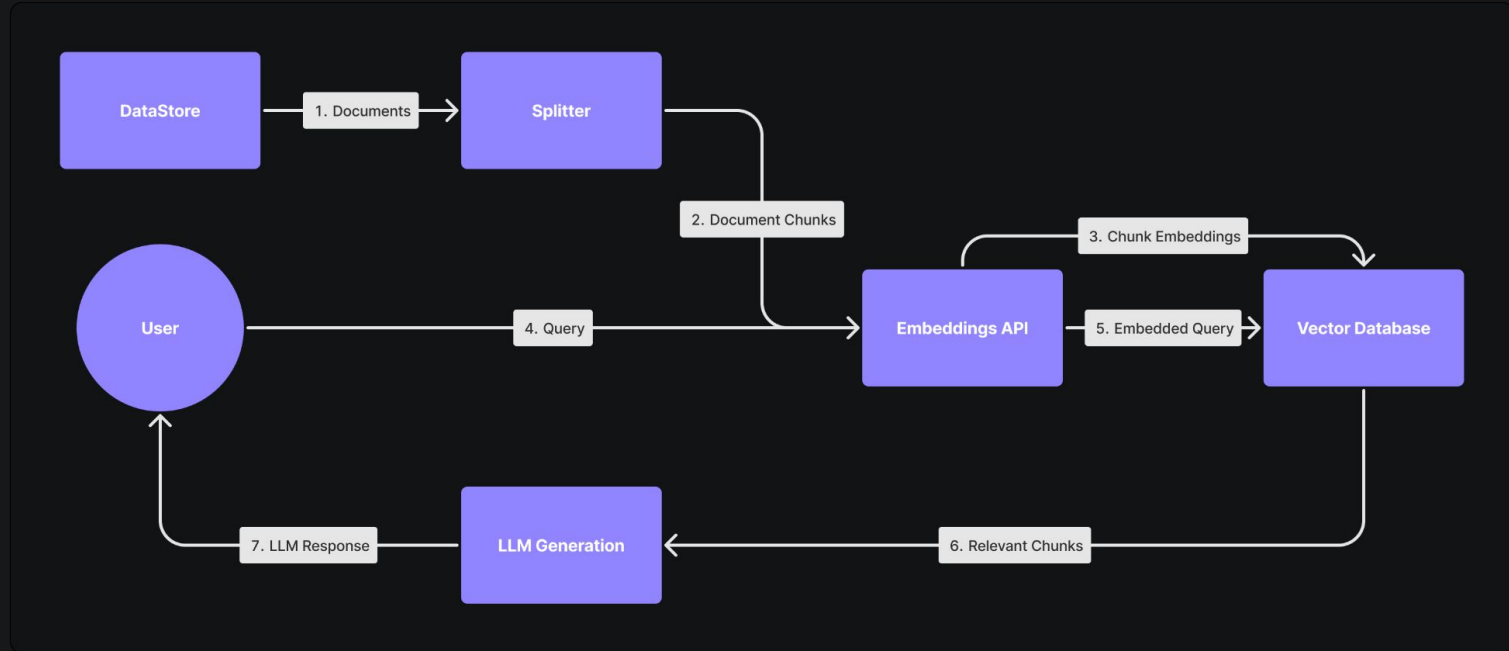 DataStore
1. Documents
Splitter
2. Document Chunks
3. Chunk Embeddings
User
4. Query
Embeddings API
5. Embedded Query
Vector Database
7. LLM Response
LLM Generation
6. Relevant Chunks